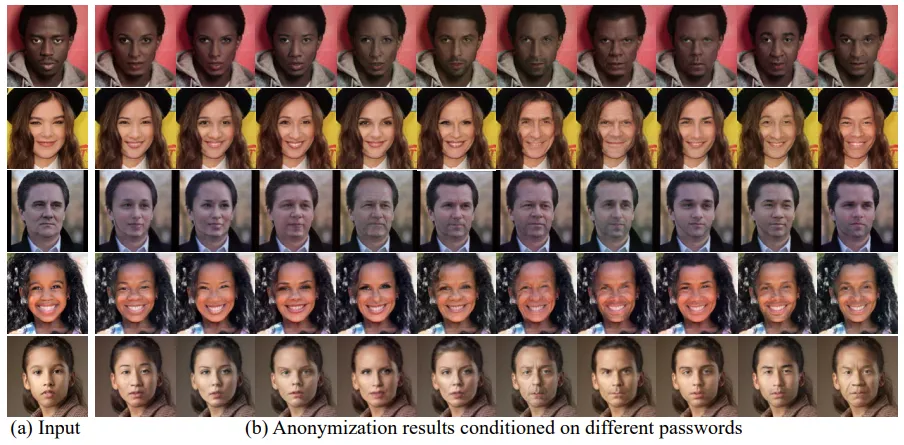 (a) Input
(b) Anonymization results conditioned on different passwords